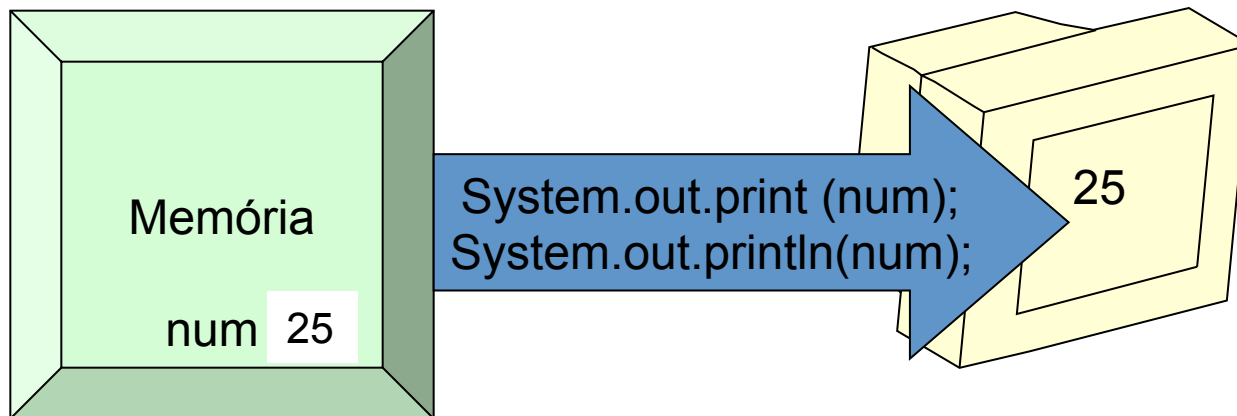 Memória
num 25
System.out.print (num);
System.out.println(num);
25